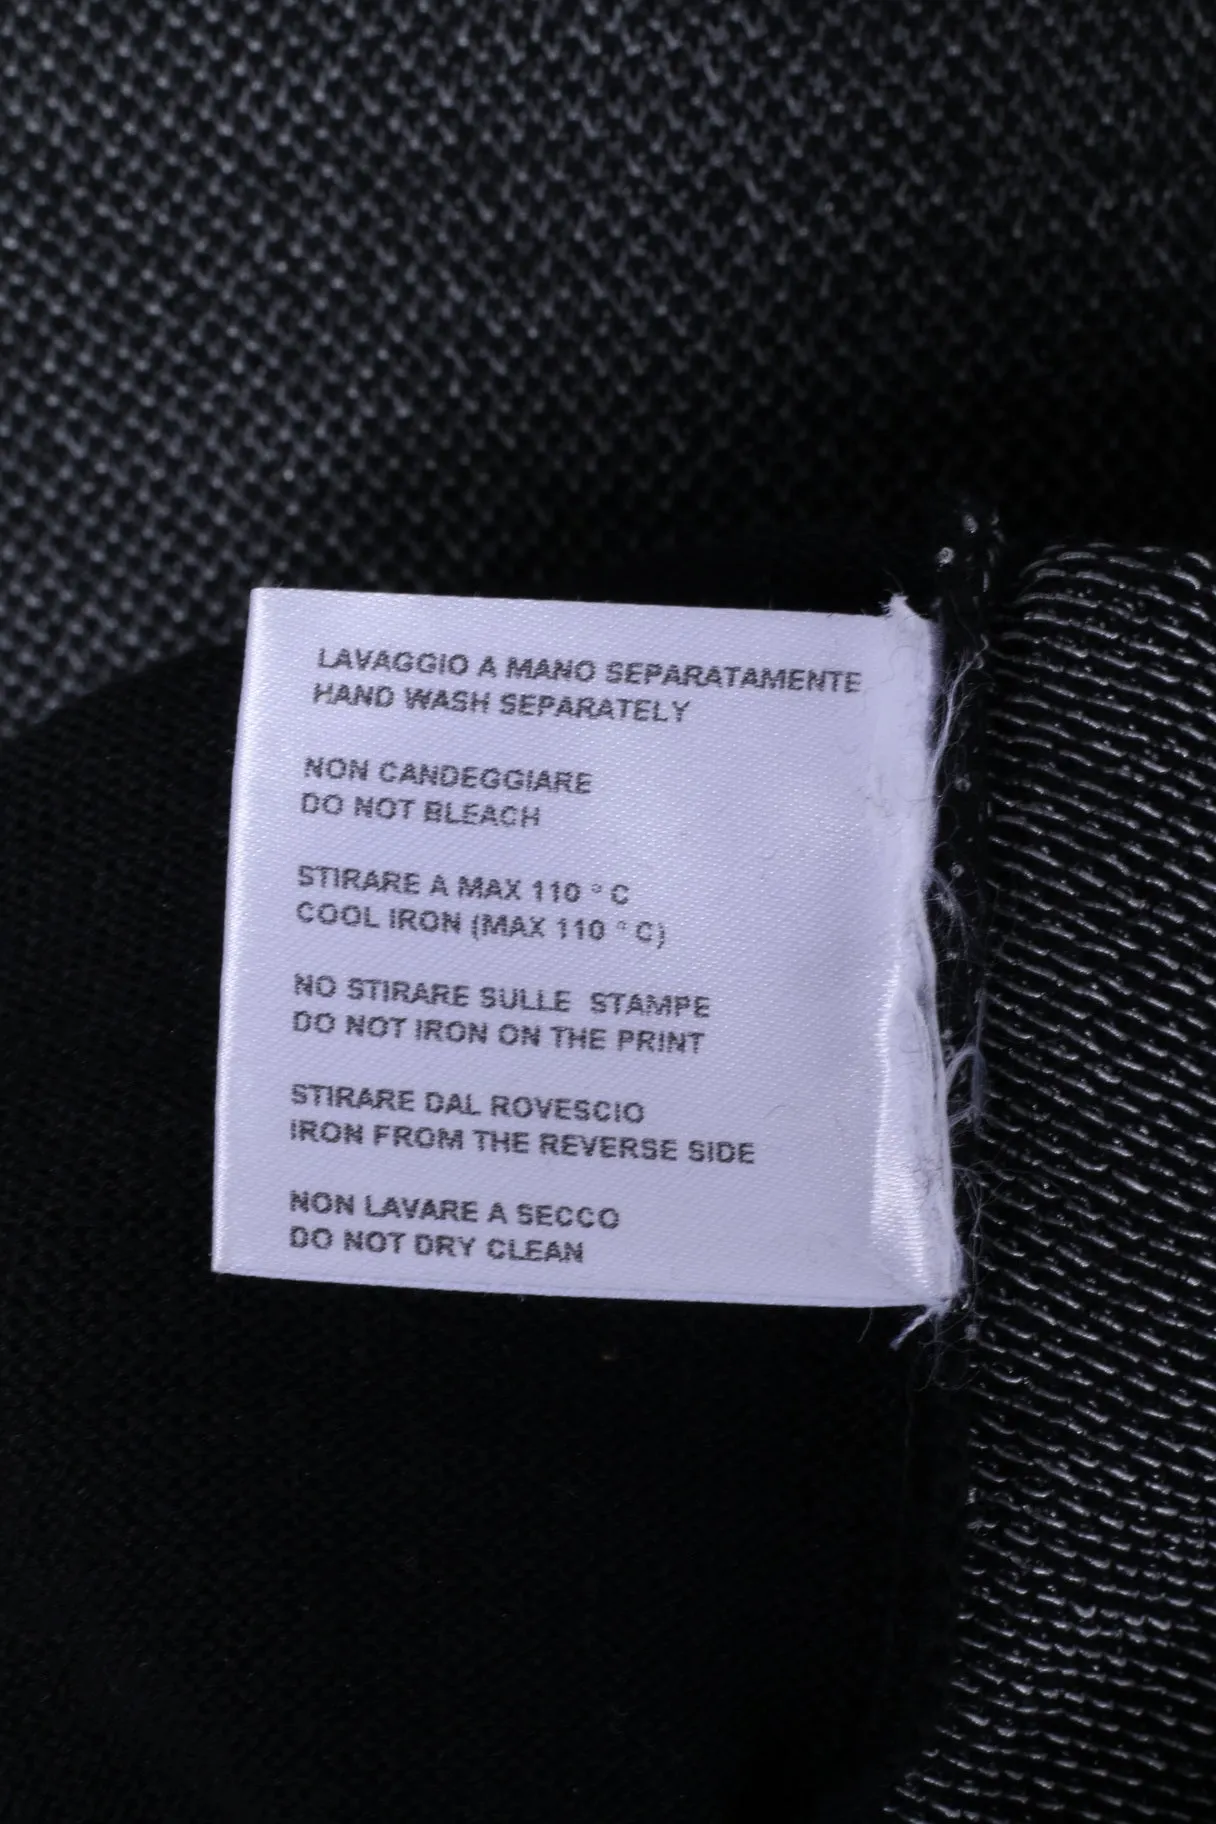 LAVAGGIO A MANO SEPARATAMENTE
HAND WASH SEPARATELY
NON CANDEGGIARE
DO NOT BLEACH
STIRARE A MAX 110 ° C
COOL IRON (MAX 110 ° C)
NO STIRARE SULLE STAMPE
DO NOT IRON ON THE PRINT
STIRARE DAL ROVESCIO
IRON FROM THE REVERSE SIDE
NON LAVARE A SECCO
DO NOT DRY CLEAN